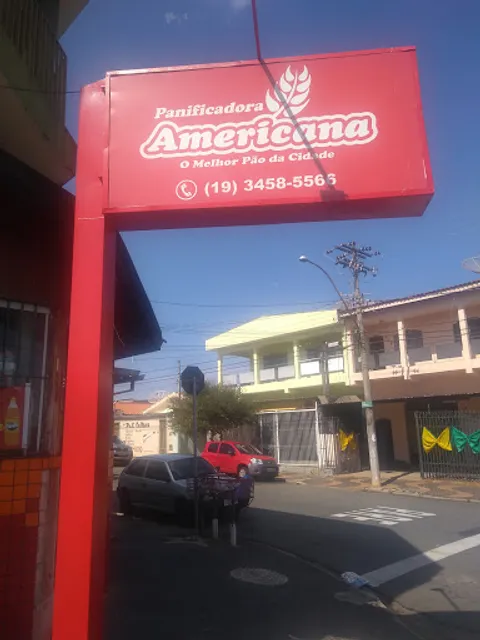 Panificadora
Americana
O Melhor Pão da Cidade
(19) 3458-5566